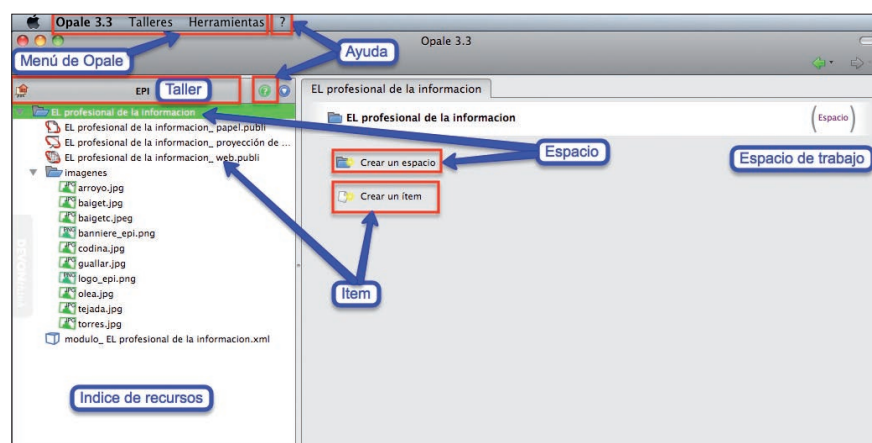 Opale 3.3 Talleres Herramientas ?
Opale 3.3
Menú de Opale
Ayuda
EPI Taller
EL profesional de la informacion
EL profesional de la informacion
EL profesional de la informacion_ papel.publi
EL profesional de la informacion_ proyección de ...
EL profesional de la informacion_ web.publi
imagenes
arroyo.jpg
baiget.jpg
baigetc.jpeg
banniere_epi.png
codina.jpg
guallar.jpg
logo_epi.png
olea.jpg
tejada.jpg
torres.jpg
modulo_ EL profesional de la informacion.xml
Indice de recursos
EL profesional de la informacion
(Espacio)
Crear un espacio
Espacio
Espacio de trabajo
Crear un ítem
Item